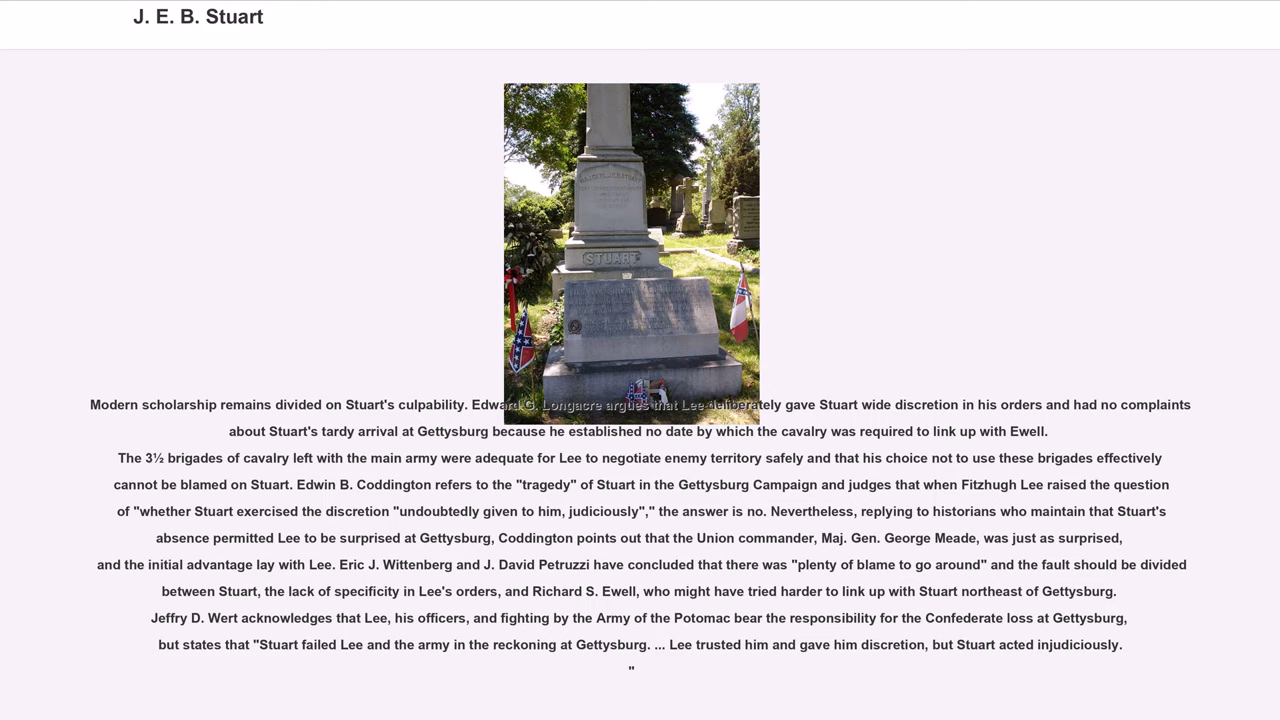 J. E. B. Stuart
STUART
Modern scholarship remains divided on Stuart's culpability. Edward G. Longacre argues that Lee deliberately gave Stuart wide discretion in his orders and had no complaints
about Stuart's tardy arrival at Gettysburg because he established no date by which the cavalry was required to link up with Ewell.
The 3½ brigades of cavalry left with the main army were adequate for Lee to negotiate enemy territory safely and that his choice not to use these brigades effectively
cannot be blamed on Stuart. Edwin B. Coddington refers to the "tragedy" of Stuart in the Gettysburg Campaign and judges that when Fitzhugh Lee raised the question
of "whether Stuart exercised the discretion "undoubtedly given to him, judiciously"," the answer is no. Nevertheless, replying to historians who maintain that Stuart's
absence permitted Lee to be surprised at Gettysburg, Coddington points out that the Union commander, Maj. Gen. George Meade, was just as surprised,
and the initial advantage lay with Lee. Eric J. Wittenberg and J. David Petruzzi have concluded that there was "plenty of blame to go around" and the fault should be divided
between Stuart, the lack of specificity in Lee's orders, and Richard S. Ewell, who might have tried harder to link up with Stuart northeast of Gettysburg.
Jeffry D. Wert acknowledges that Lee, his officers, and fighting by the Army of the Potomac bear the responsibility for the Confederate loss at Gettysburg,
but states that "Stuart failed Lee and the army in the reckoning at Gettysburg. ... Lee trusted him and gave him discretion, but Stuart acted injudiciously.
"